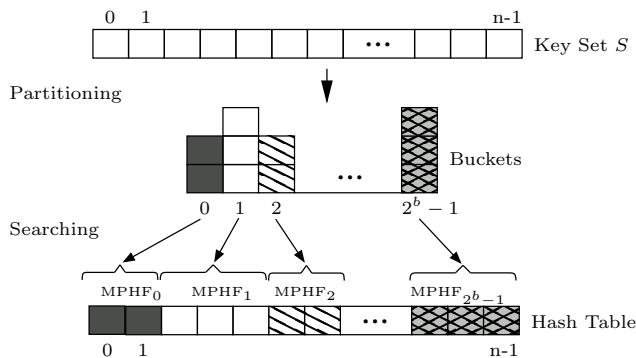 0 1 n-1
... Key Set S
Partitioning
... Buckets
0 1 2 2^b − 1
Searching
MPHF_0 MPHF_1 MPHF_2 MPHF_{2^b−1}
... Hash Table
0 1 n-1